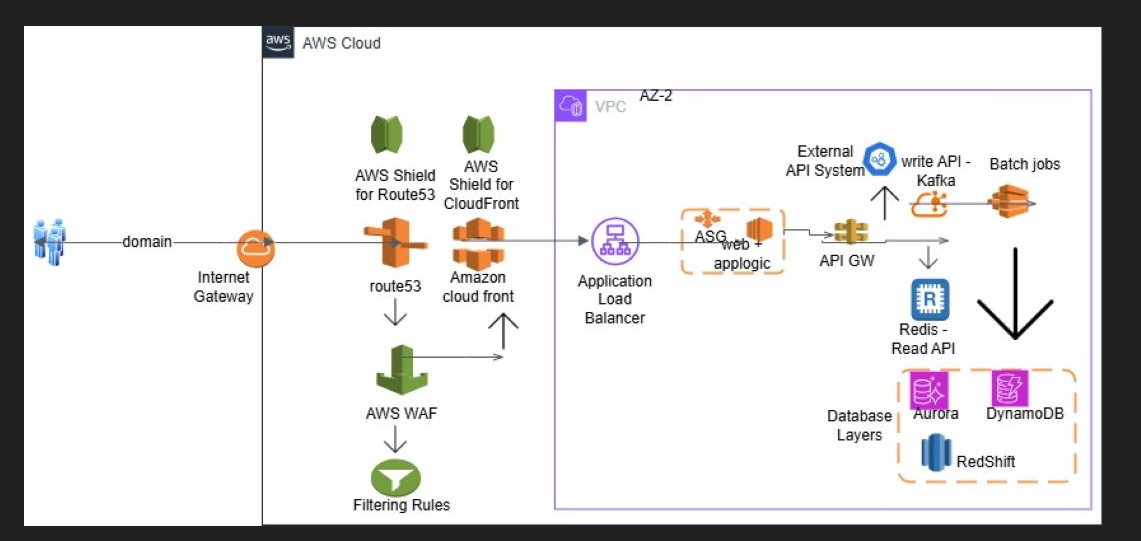 aws
AWS Cloud
VPC
AZ-2
domain
Internet
Gateway
AWS Shield
for Route53
AWS
Shield for
CloudFront
route53
Amazon
cloud front
AWS WAF
Filtering Rules
Application
Load
Balancer
ASG
web +
applogic
API GW
External
API System
write API -
Kafka
Batch jobs
R
Redis -
Read API
Database
Layers
Aurora
DynamoDB
RedShift